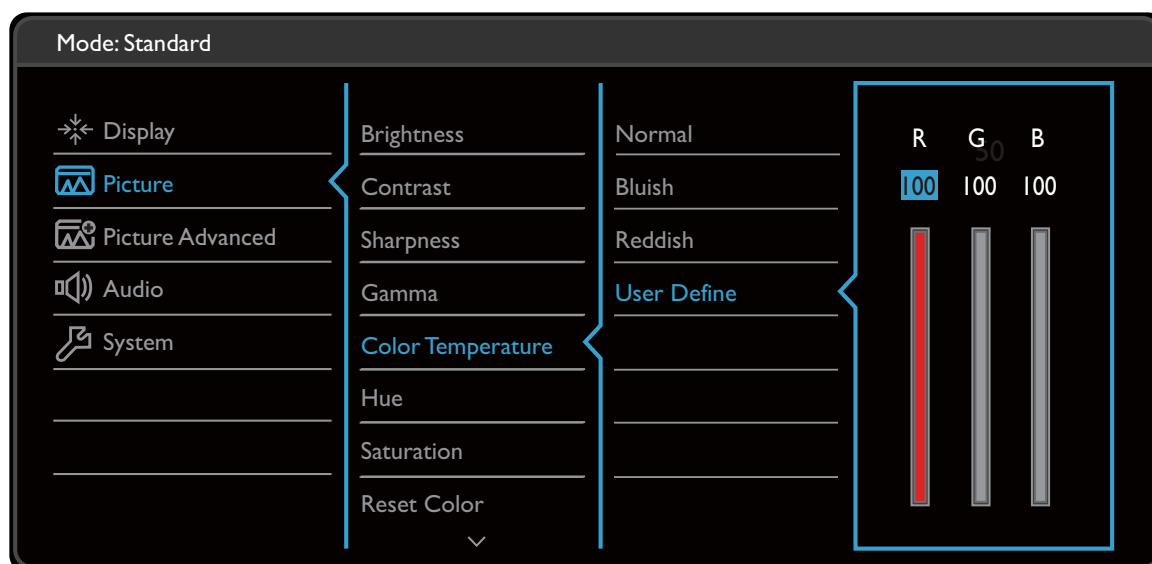 Mode: Standard
Display
Picture
Picture Advanced
Audio
System
Brightness
Contrast
Sharpness
Gamma
Color Temperature
Hue
Saturation
Reset Color
Normal
Bluish
Reddish
User Define
R G B
50
100 100 100